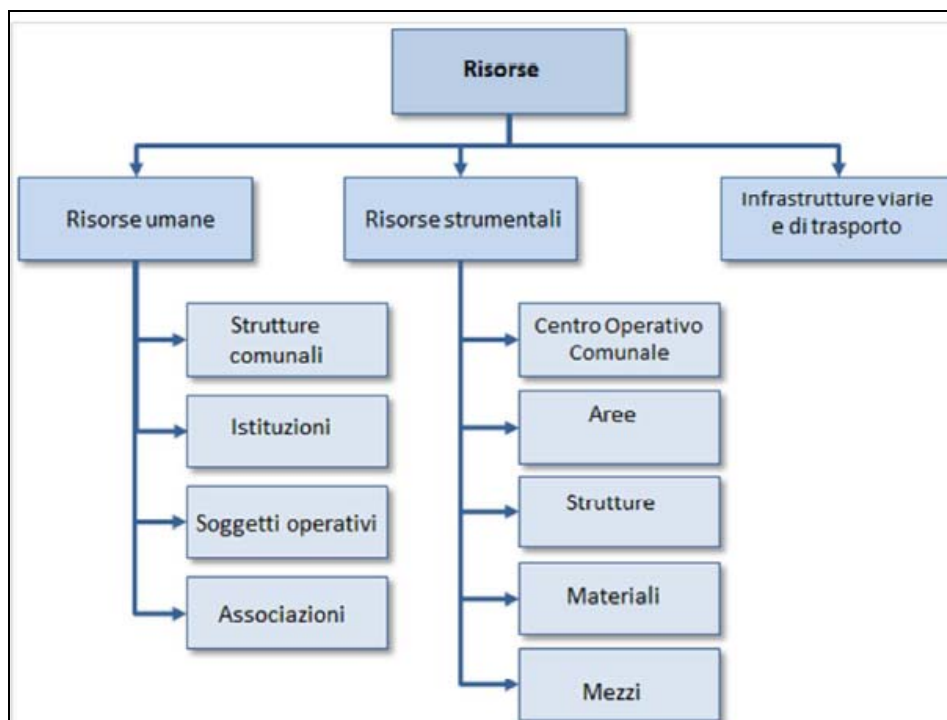 Risorse
Risorse umane
Risorse strumentali
Infrastrutture viarie
e di trasporto
Strutture
comunali
Istituzioni
Soggetti operativi
Associazioni
Centro Operativo
Comunale
Aree
Strutture
Materiali
Mezzi